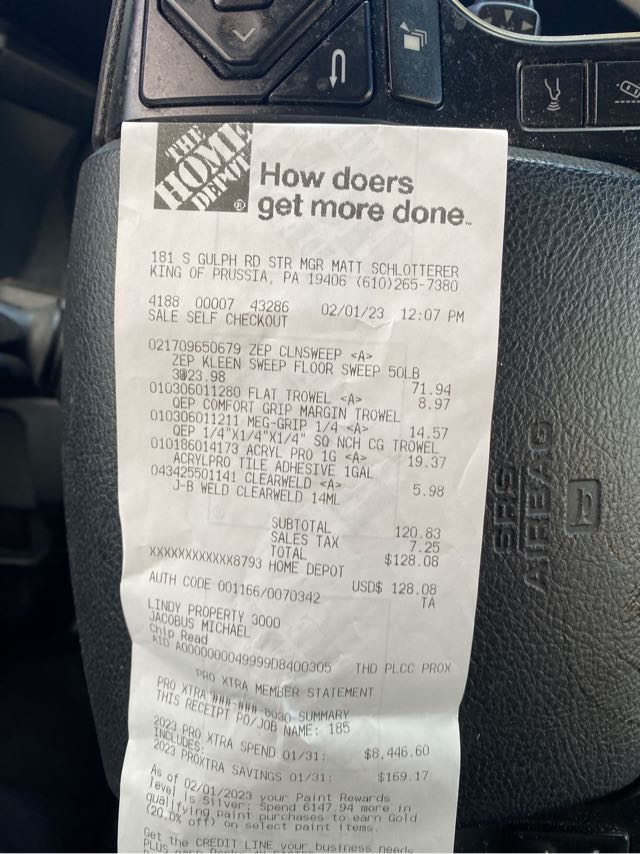 THE
HOME
DEPOT
®
How doers
get more done™
181 S GULPH RD STR MGR MATT SCHLOTTERER
KING OF PRUSSIA, PA 19406 (610)265-7380
4188 00007 43286 02/01/23 12:07 PM
SALE SELF CHECKOUT
021709650679 ZEP CLNSWEEP <A>
ZEP KLEEN SWEEP FLOOR SWEEP 50LB
3@23.98 71.94
010306011280 FLAT TROWEL <A> 8.97
QEP COMFORT GRIP MARGIN TROWEL
010306011211 MEG-GRIP 1/4 <A> 14.57
QEP 1/4"X1/4"X1/4" SQ NCH CG TROWEL
010186014173 ACRYL PRO 1G <A> 19.37
ACRYLPRO TILE ADHESIVE 1GAL
043425501141 CLEARWELD <A> 5.98
J-B WELD CLEARWELD 14ML
SUBTOTAL 120.83
SALES TAX 7.25
TOTAL $128.08
XXXXXXXXXXXX8793 HOME DEPOT
USD$ 128.08
AUTH CODE 001166/0070342 TA
LINDY PROPERTY 3000
JACOBUS MICHAEL
Chip Read
AID A0000000049999D8400305 THD PLCC PROX
PRO XTRA MEMBER STATEMENT
PRO XTRA ###-###-8030 SUMMARY
THIS RECEIPT PO/JOB NAME: 185
2023 PRO XTRA SPEND 01/31: $8,446.60
INCLUDES:
2023 PROXTRA SAVINGS 01/31: $169.17
As of 02/01/2023 your Paint Rewards
level is Silver; Spend 6147.94 more in
qualifying paint purchases to earn Gold
(20.0% off) on select paint items.
Get the CREDIT LINE your business needs
SRS
AIRBAG